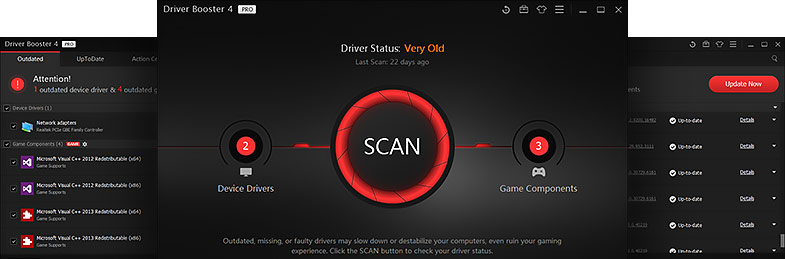 Driver Booster 4 PRO
Outdated UpToDate Action Ce
Attention!
1 outdated device driver & 4 outdated g
Device Drivers (1)
Network adapters
Realtek PCIe GBE Family Controller
Game Components (4) GAME
Microsoft Visual C++ 2012 Redistributable (x64)
Game Supports
Microsoft Visual C++ 2012 Redistributable (x86)
Game Supports
Microsoft Visual C++ 2013 Redistributable (x64)
Game Supports
Microsoft Visual C++ 2013 Redistributable (x86)
Game Supports
Driver Booster 4 PRO
Driver Status: Very Old
Last Scan: 22 days ago
2
Device Drivers
SCAN
3
Game Components
Outdated, missing, or faulty drivers may slow down or destabilize your computers, even ruin your gaming
experience. Click the SCAN button to check your driver status.
Update Now
Up-to-date Details
Up-to-date Details
Up-to-date Details
Up-to-date Details
Up-to-date Details
Up-to-date Details